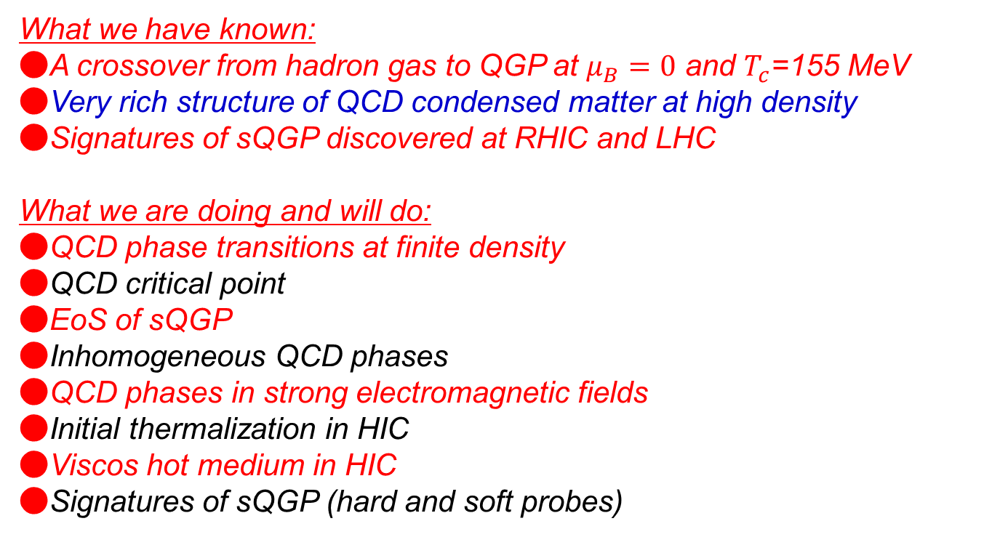 What we have known:
●A crossover from hadron gas to QGP at μ_B = 0 and T_c=155 MeV
●Very rich structure of QCD condensed matter at high density
●Signatures of sQGP discovered at RHIC and LHC
What we are doing and will do:
●QCD phase transitions at finite density
●QCD critical point
●EoS of sQGP
●Inhomogeneous QCD phases
●QCD phases in strong electromagnetic fields
●Initial thermalization in HIC
●Viscos hot medium in HIC
●Signatures of sQGP (hard and soft probes)